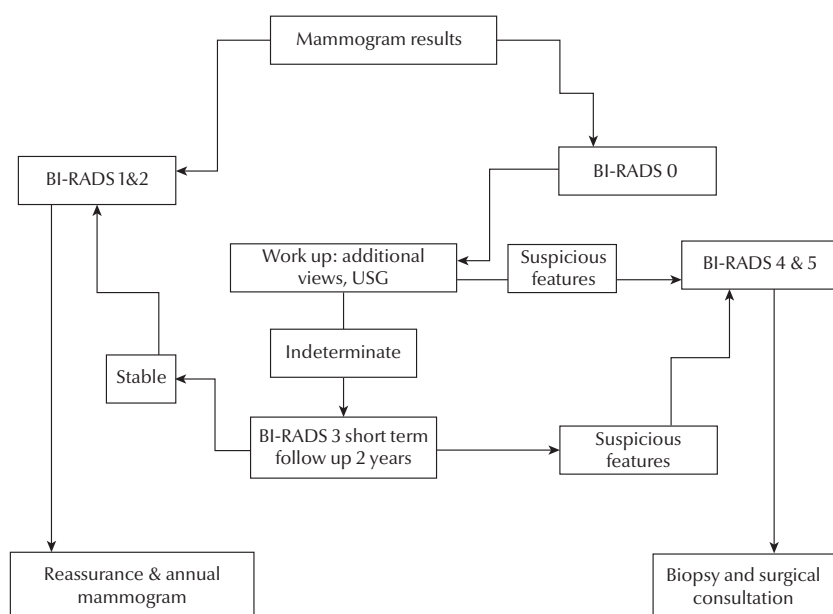 Mammogram results
BI-RADS 1&2
BI-RADS 0
Work up: additional
views, USG
Suspicious
features
BI-RADS 4 & 5
Indeterminate
Stable
BI-RADS 3 short term
follow up 2 years
Suspicious
features
Reassurance & annual
mammogram
Biopsy and surgical
consultation